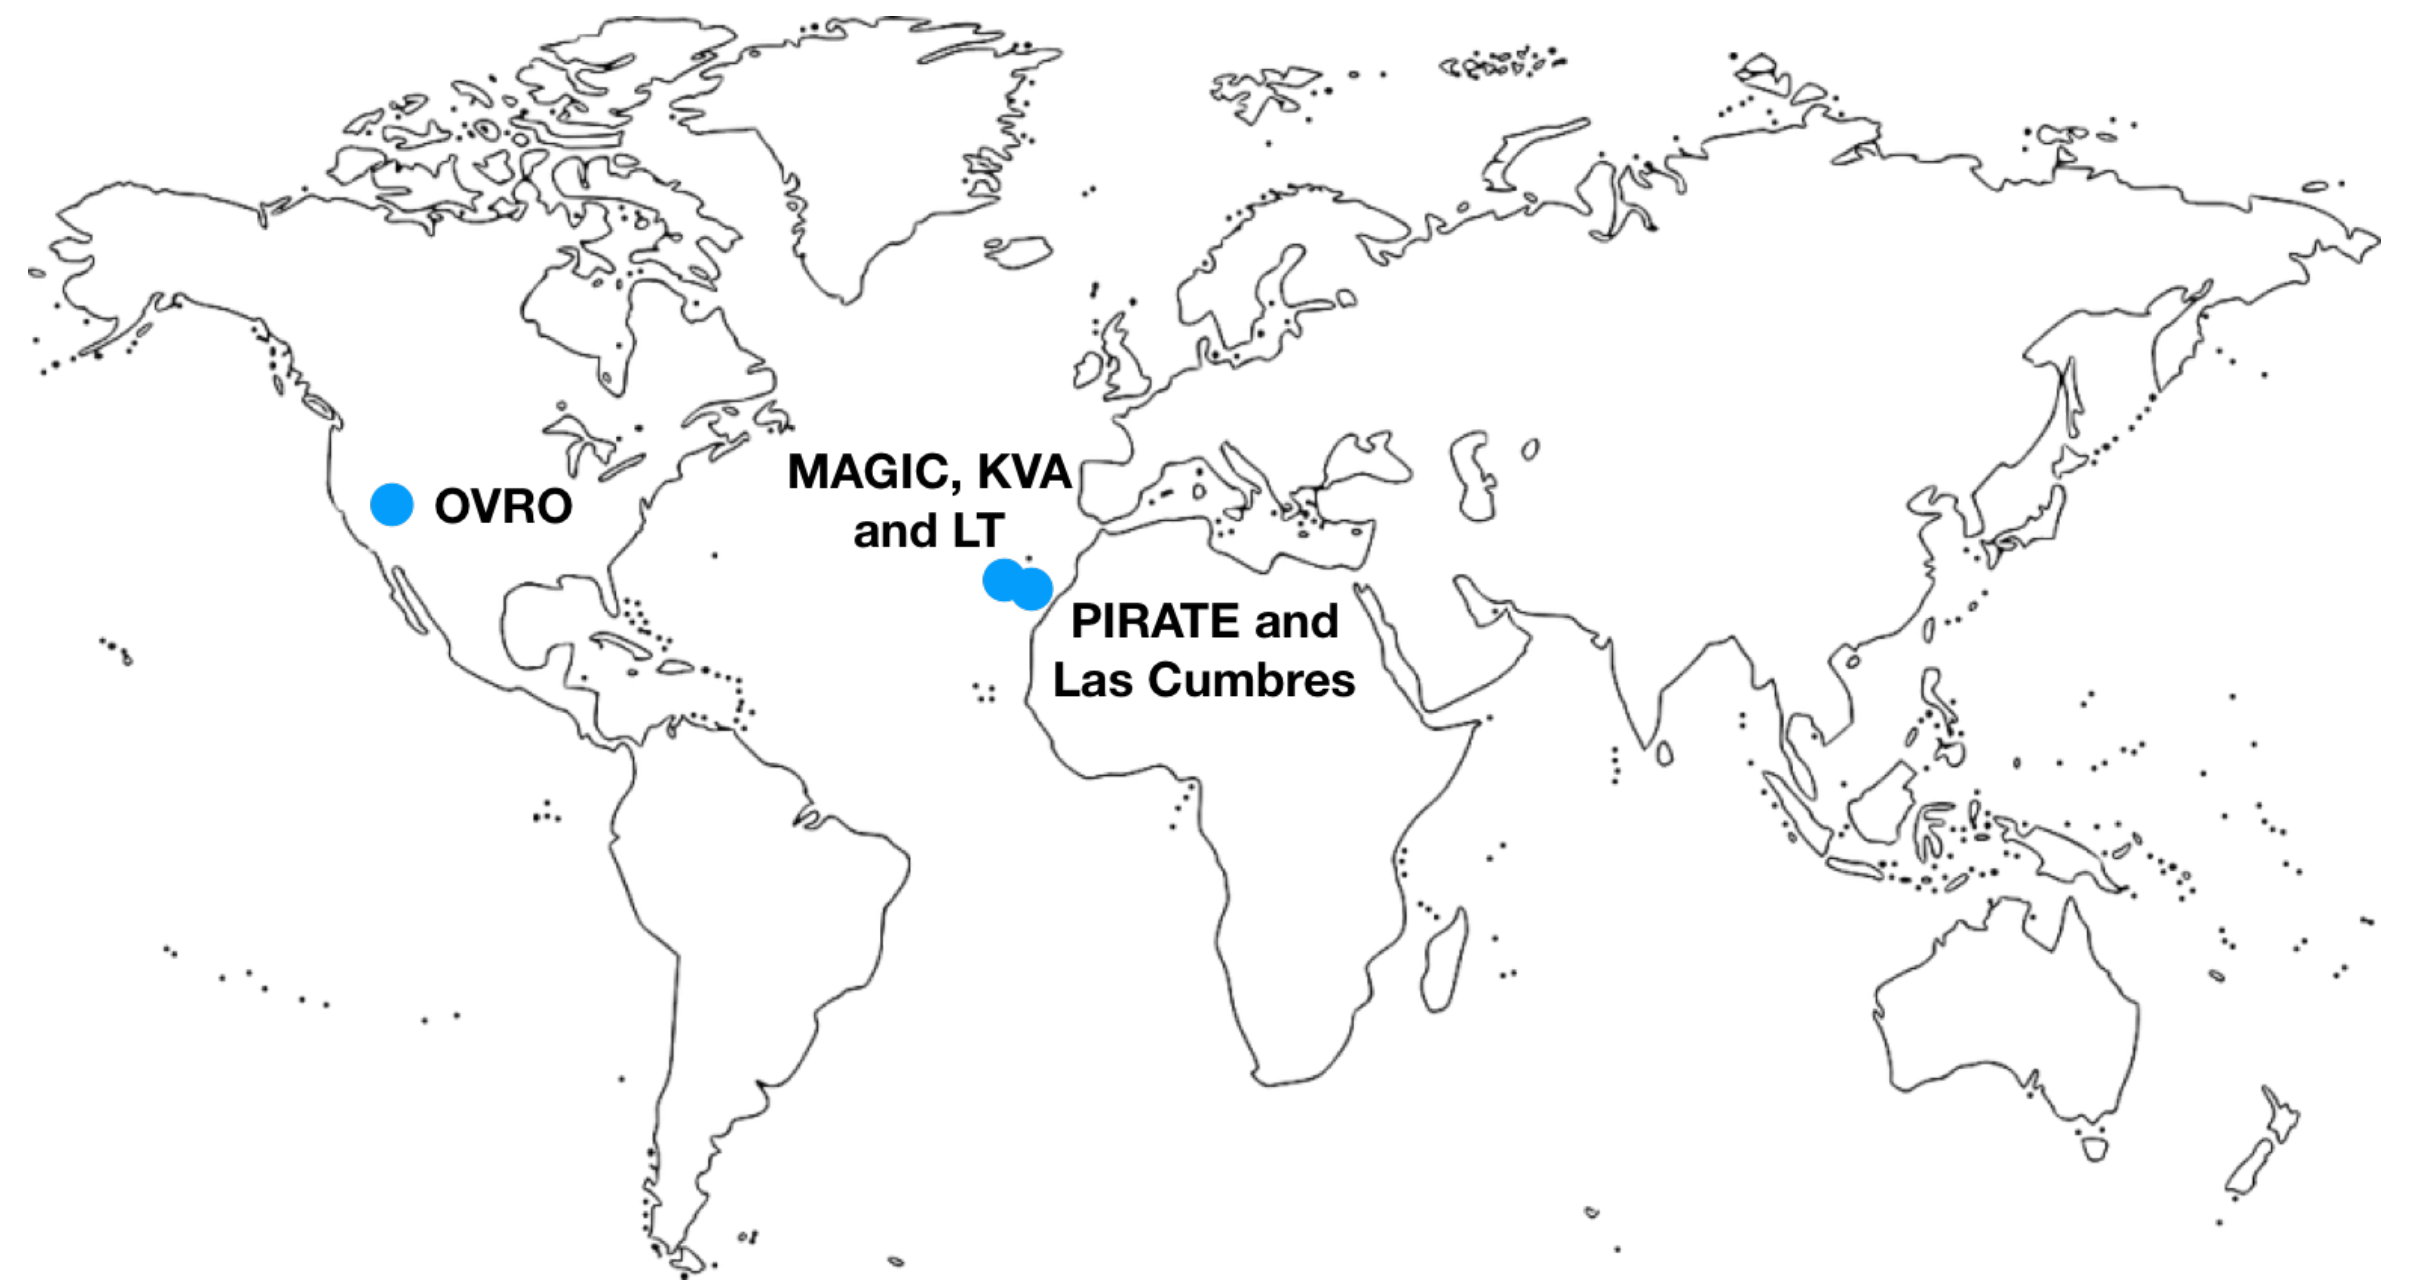 MAGIC, KVA
and LT
OVRO
PIRATE and
Las Cumbres